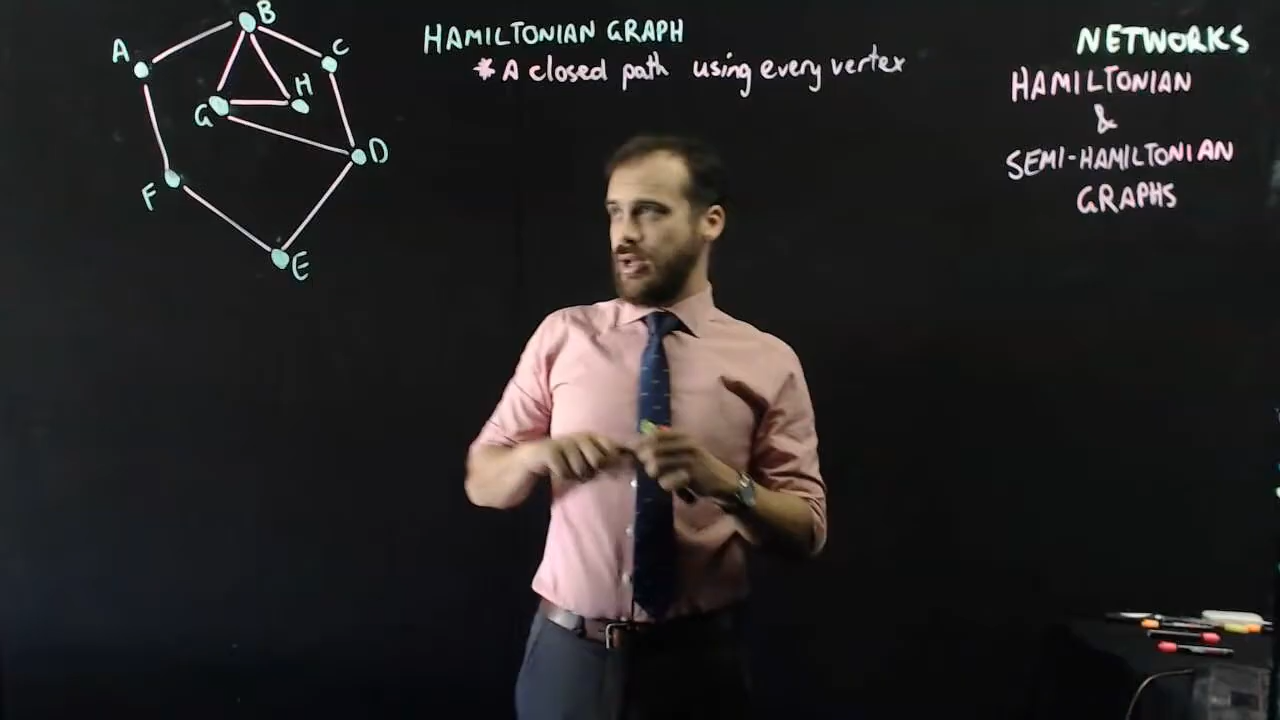 HAMILTONIAN GRAPH
* A closed path using every vertex
NETWORKS
HAMILTONIAN
&
SEMI-HAMILTONIAN
GRAPHS
A
B
C
H
G
D
F
E